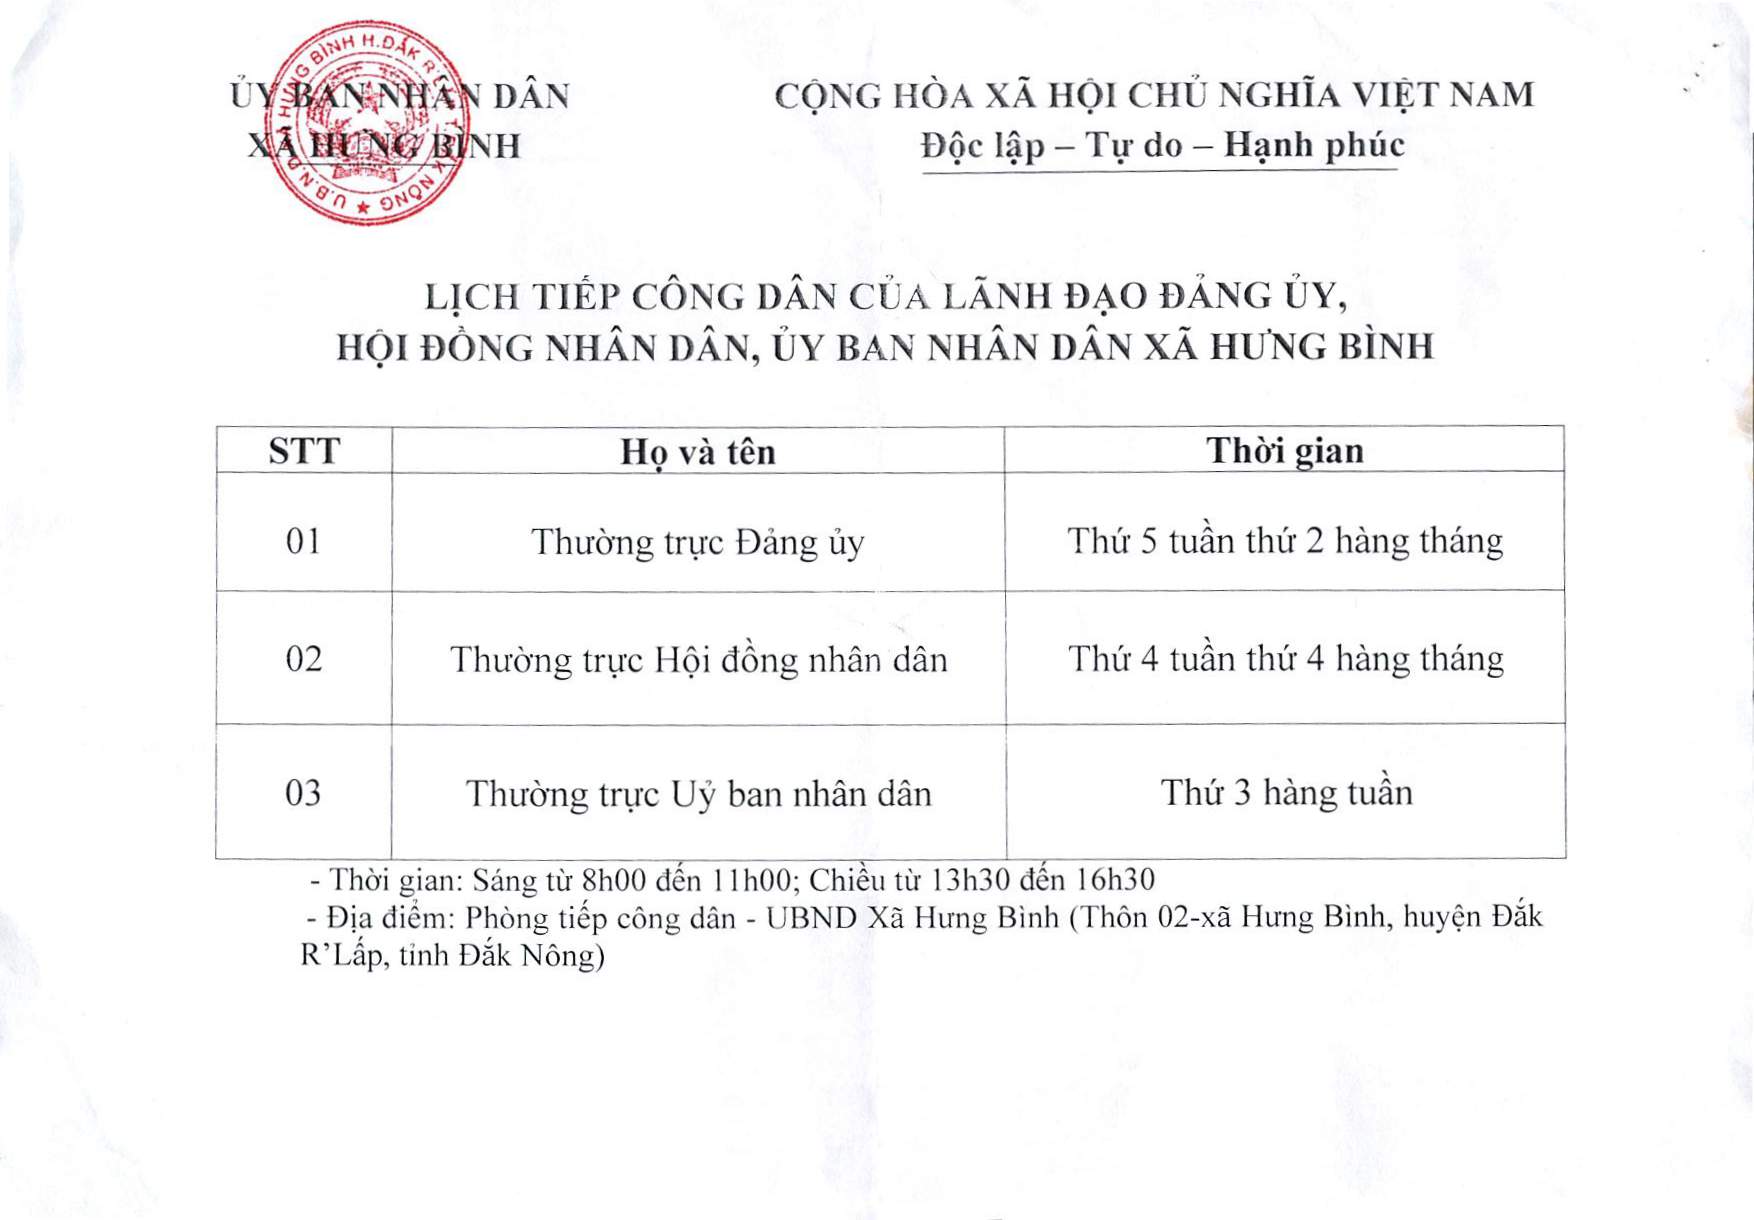 ỦY BAN NHÂN DÂN
XÃ HƯNG BÌNH
CỘNG HÒA XÃ HỘI CHỦ NGHĨA VIỆT NAM
Độc lập – Tự do – Hạnh phúc
LỊCH TIẾP CÔNG DÂN CỦA LÃNH ĐẠO ĐẢNG ỦY,
HỘI ĐỒNG NHÂN DÂN, ỦY BAN NHÂN DÂN XÃ HƯNG BÌNH
STT Họ và tên Thời gian
01 Thường trực Đảng ủy Thứ 5 tuần thứ 2 hàng tháng
02 Thường trực Hội đồng nhân dân Thứ 4 tuần thứ 4 hàng tháng
03 Thường trực Uỷ ban nhân dân Thứ 3 hàng tuần
- Thời gian: Sáng từ 8h00 đến 11h00; Chiều từ 13h30 đến 16h30
- Địa điểm: Phòng tiếp công dân - UBND Xã Hưng Bình (Thôn 02-xã Hưng Bình, huyện Đắk
R’Lấp, tỉnh Đắk Nông)
U.B.N.D XÃ HƯNG BÌNH H.ĐẮK
NÔNG